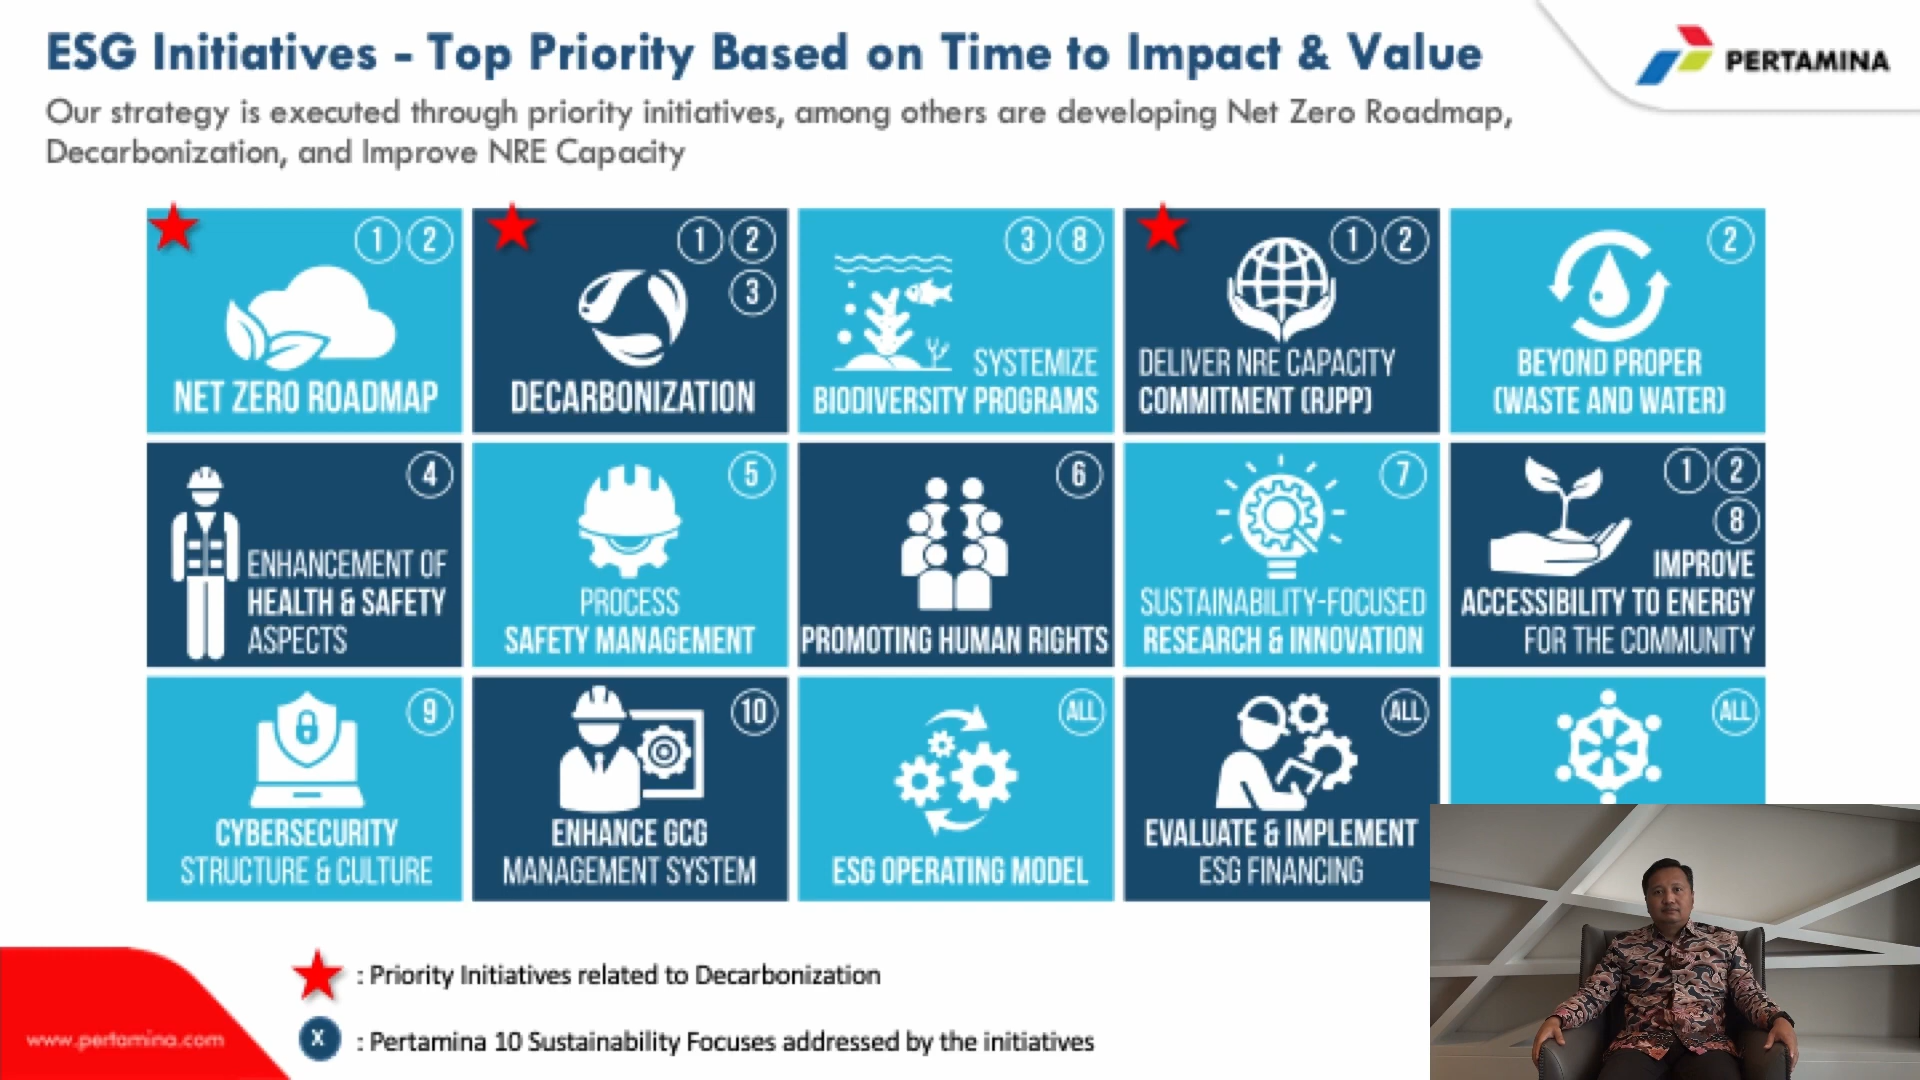 ESG Initiatives - Top Priority Based on Time to Impact & Value
PERTAMINA
Our strategy is executed through priority initiatives, among others are developing Net Zero Roadmap,
Decarbonization, and Improve NRE Capacity
1 2
NET ZERO ROADMAP
1 2
3
DECARBONIZATION
3 8
SYSTEMIZE
BIODIVERSITY PROGRAMS
1 2
DELIVER NRE CAPACITY
COMMITMENT (RJPP)
2
BEYOND PROPER
(WASTE AND WATER)
4
ENHANCEMENT OF
HEALTH & SAFETY
ASPECTS
5
PROCESS
SAFETY MANAGEMENT
6
PROMOTING HUMAN RIGHTS
7
SUSTAINABILITY-FOCUSED
RESEARCH & INNOVATION
1 2
8
IMPROVE
ACCESSIBILITY TO ENERGY
FOR THE COMMUNITY
9
CYBERSECURITY
STRUCTURE & CULTURE
10
ENHANCE GCG
MANAGEMENT SYSTEM
ALL
ESG OPERATING MODEL
ALL
EVALUATE & IMPLEMENT
ESG FINANCING
ALL
: Priority Initiatives related to Decarbonization
X : Pertamina 10 Sustainability Focuses addressed by the initiatives
www.pertamina.com